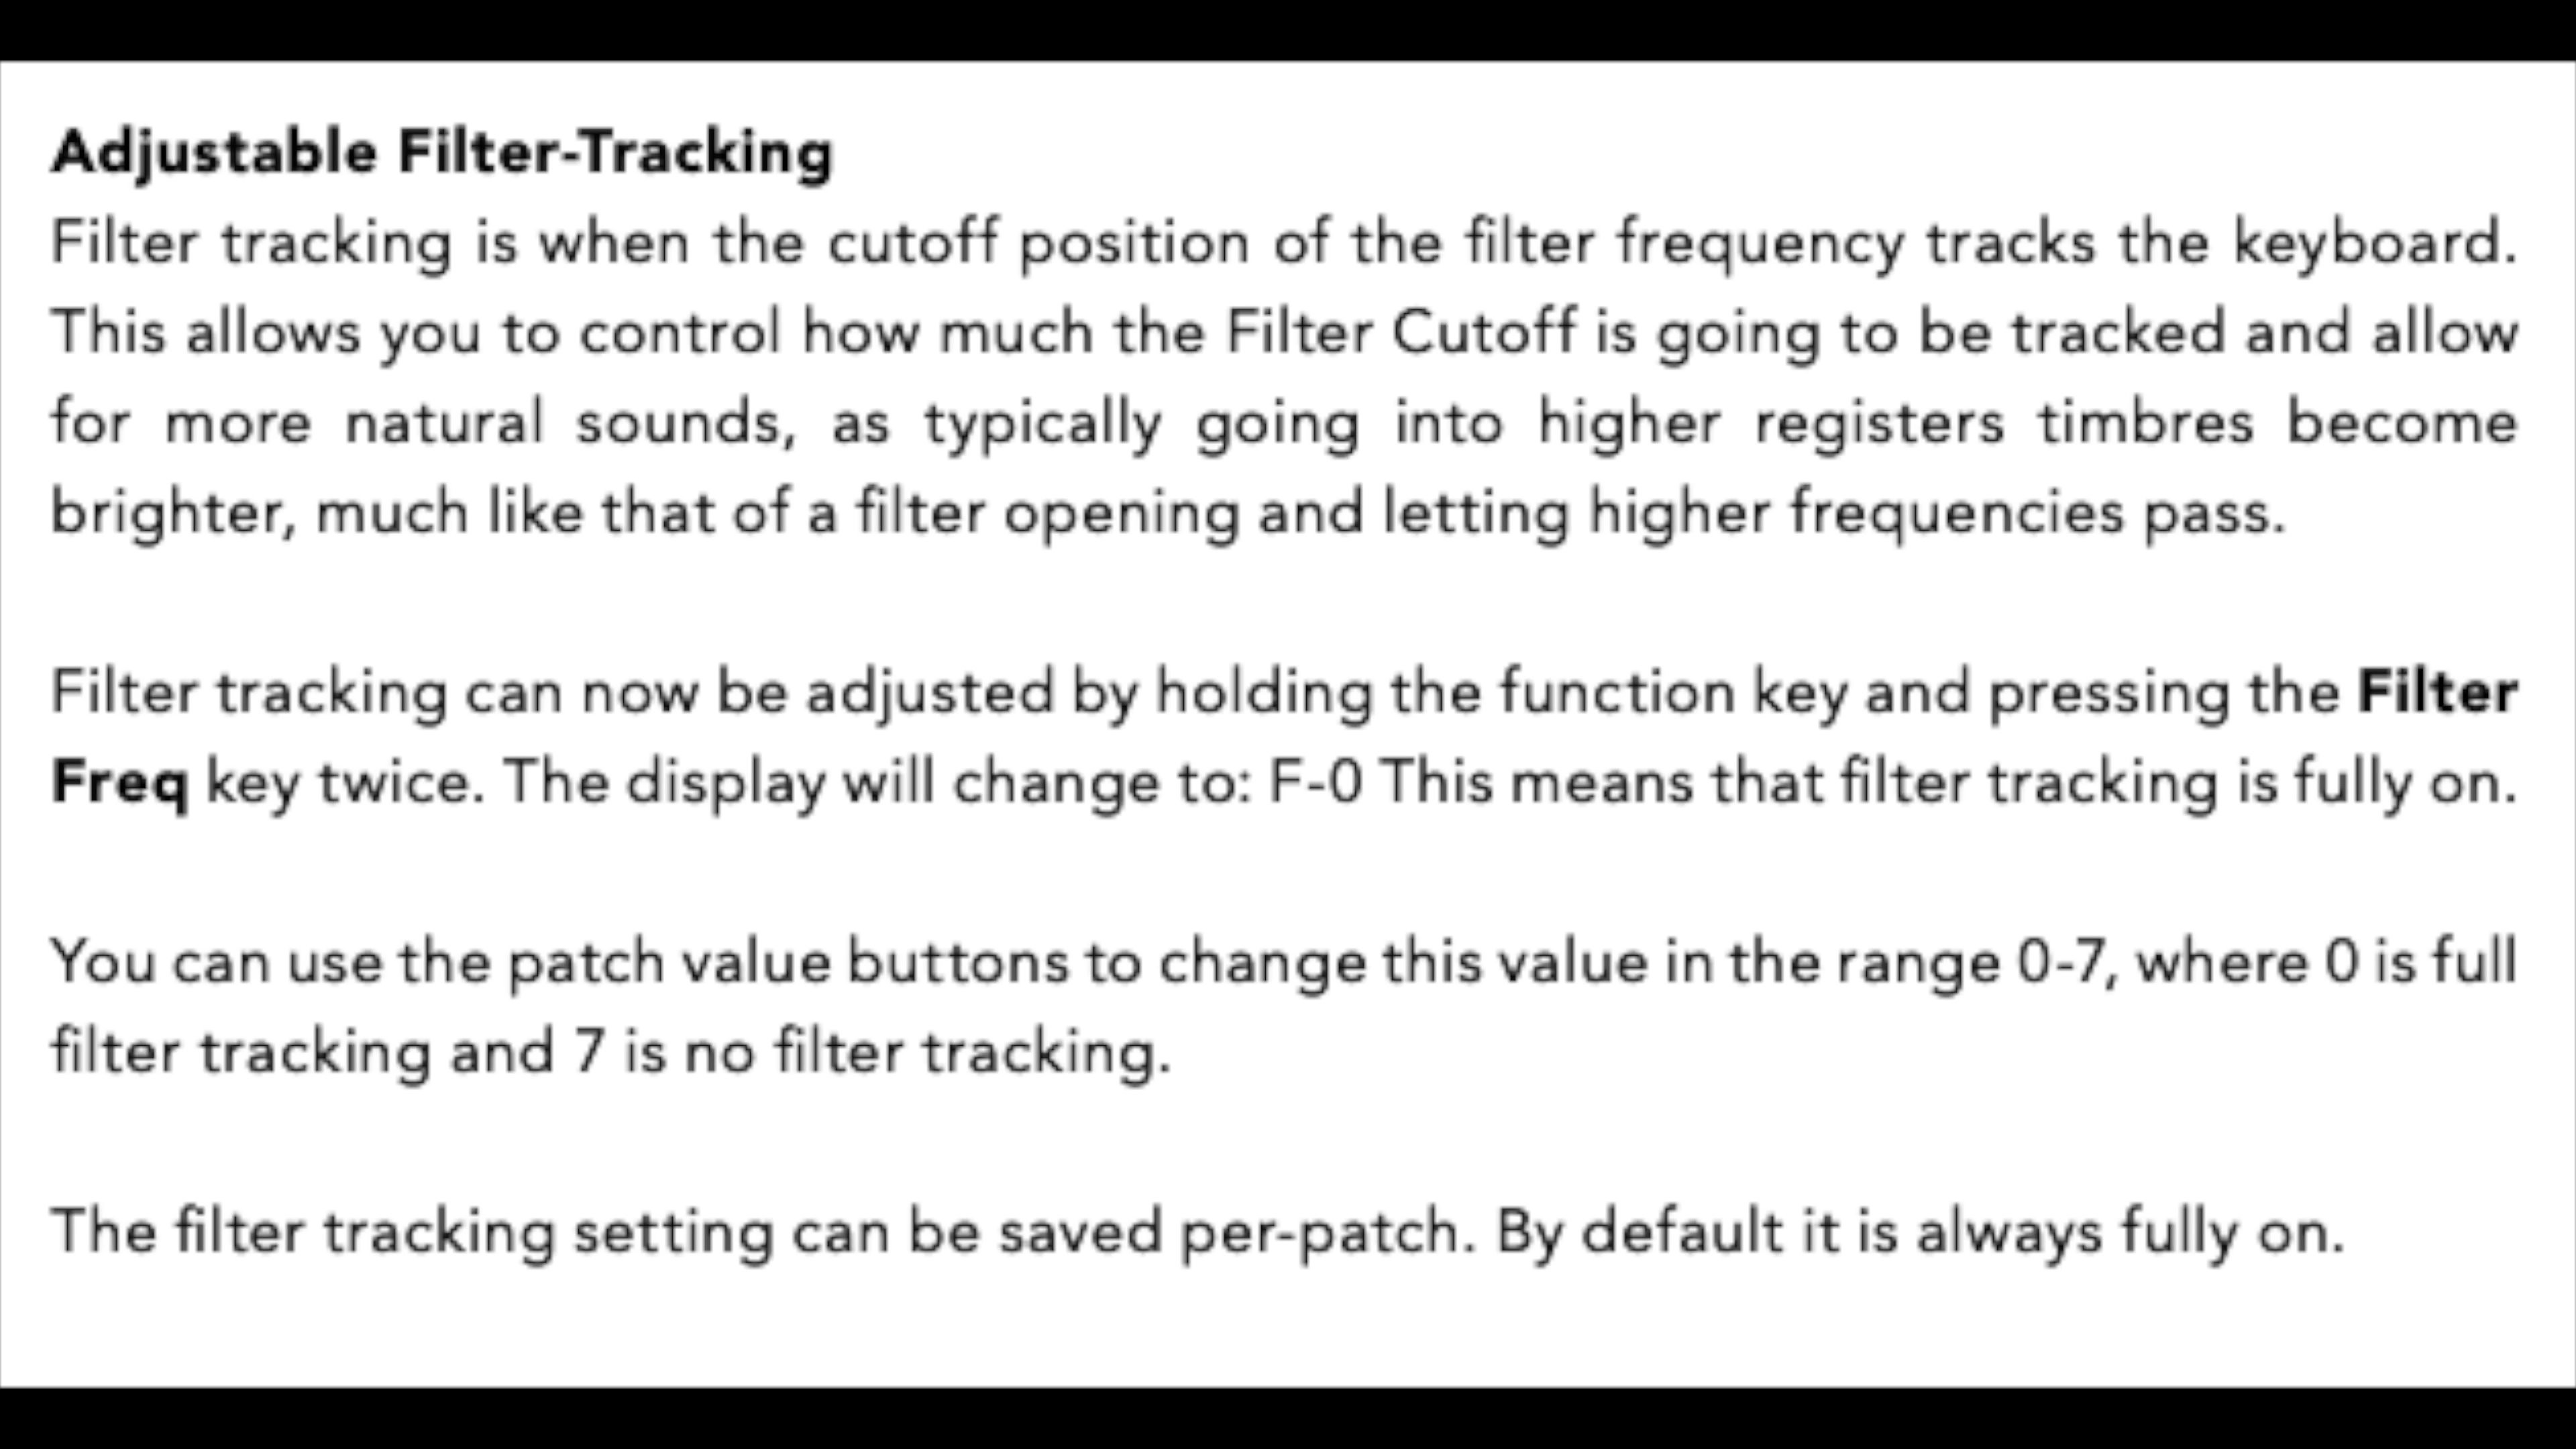 Adjustable Filter-Tracking
Filter tracking is when the cutoff position of the filter frequency tracks the keyboard.
This allows you to control how much the Filter Cutoff is going to be tracked and allow
for more natural sounds, as typically going into higher registers timbres become
brighter, much like that of a filter opening and letting higher frequencies pass.
Filter tracking can now be adjusted by holding the function key and pressing the Filter
Freq key twice. The display will change to: F-0 This means that filter tracking is fully on.
You can use the patch value buttons to change this value in the range 0-7, where 0 is full
filter tracking and 7 is no filter tracking.
The filter tracking setting can be saved per-patch. By default it is always fully on.